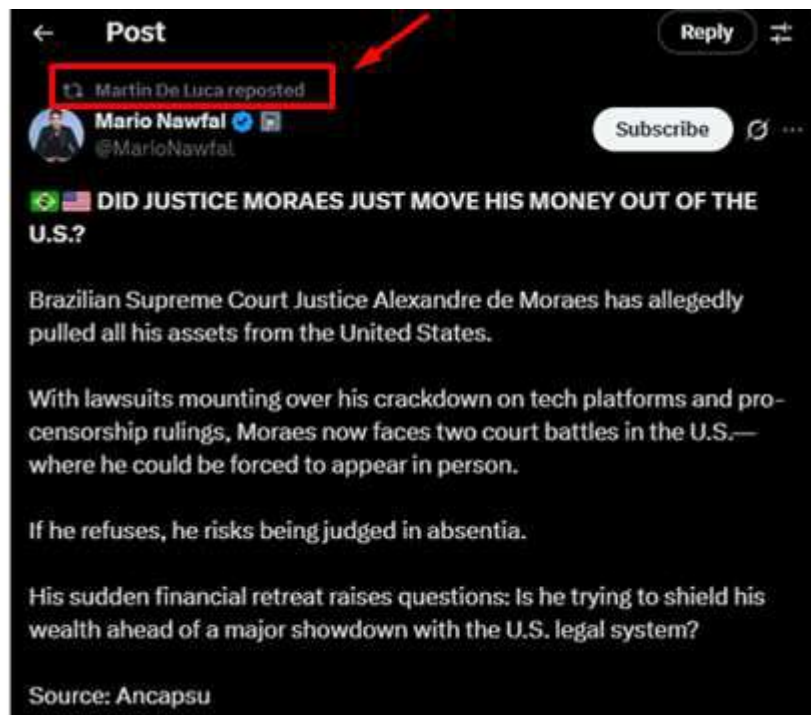 Post
Reply
Martin De Luca reposted
Mario Nawfal
@MarioNawfal
Subscribe
DID JUSTICE MORAES JUST MOVE HIS MONEY OUT OF THE
U.S.?
Brazilian Supreme Court Justice Alexandre de Moraes has allegedly
pulled all his assets from the United States.
With lawsuits mounting over his crackdown on tech platforms and pro-
censorship rulings, Moraes now faces two court battles in the U.S.—
where he could be forced to appear in person.
If he refuses, he risks being judged in absentia.
His sudden financial retreat raises questions: Is he trying to shield his
wealth ahead of a major showdown with the U.S. legal system?
Source: Ancapsu